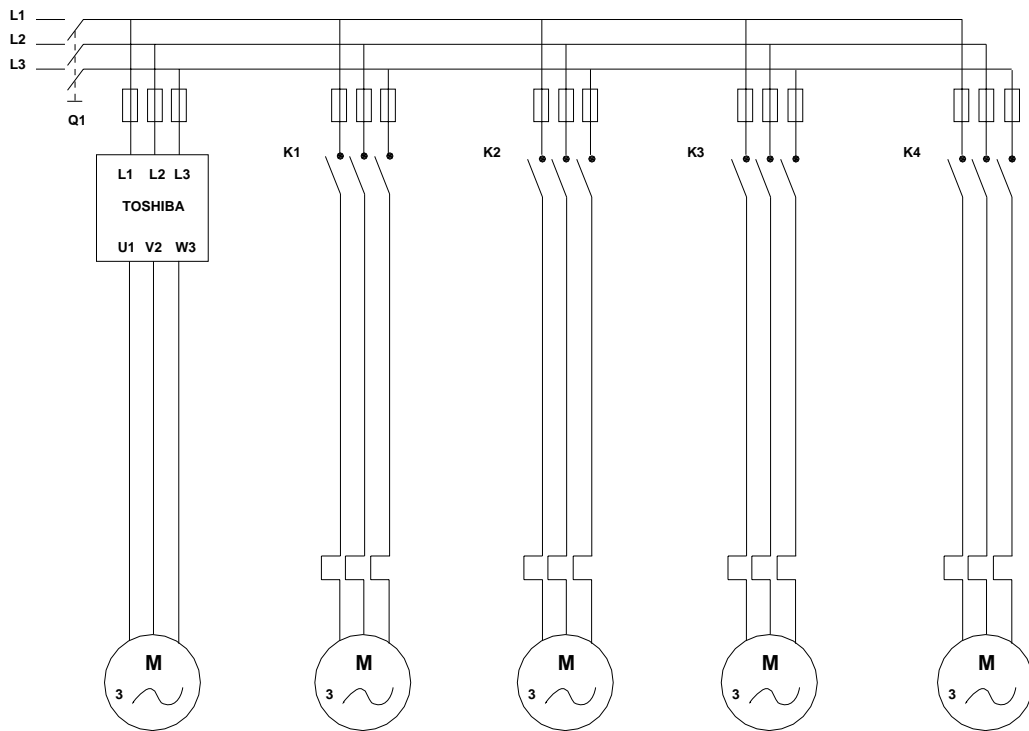 L1
L2
L3
Q1
K1 K2 K3 K4
L1 L2 L3
TOSHIBA
U1 V2 W3
M M M M M
3 3 3 3 3